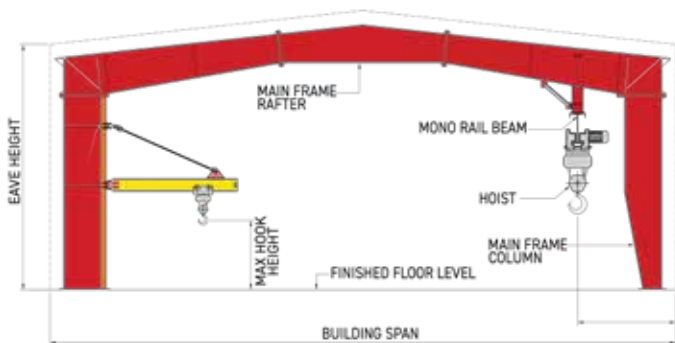 MAIN FRAME
RAFTER
MONO RAIL BEAM
EAVE HEIGHT
HOIST
MAX HOOK
HEIGHT
MAIN FRAME
COLUMN
FINISHED FLOOR LEVEL
BUILDING SPAN